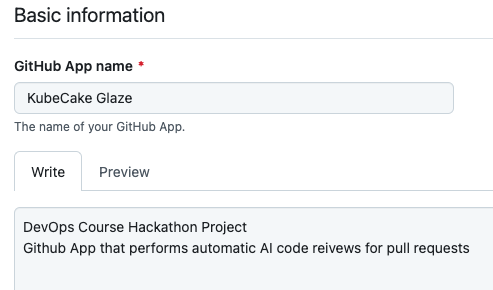 Basic information
GitHub App name *
KubeCake Glaze
The name of your GitHub App.
Write Preview
DevOps Course Hackathon Project
Github App that performs automatic AI code reivews for pull requests